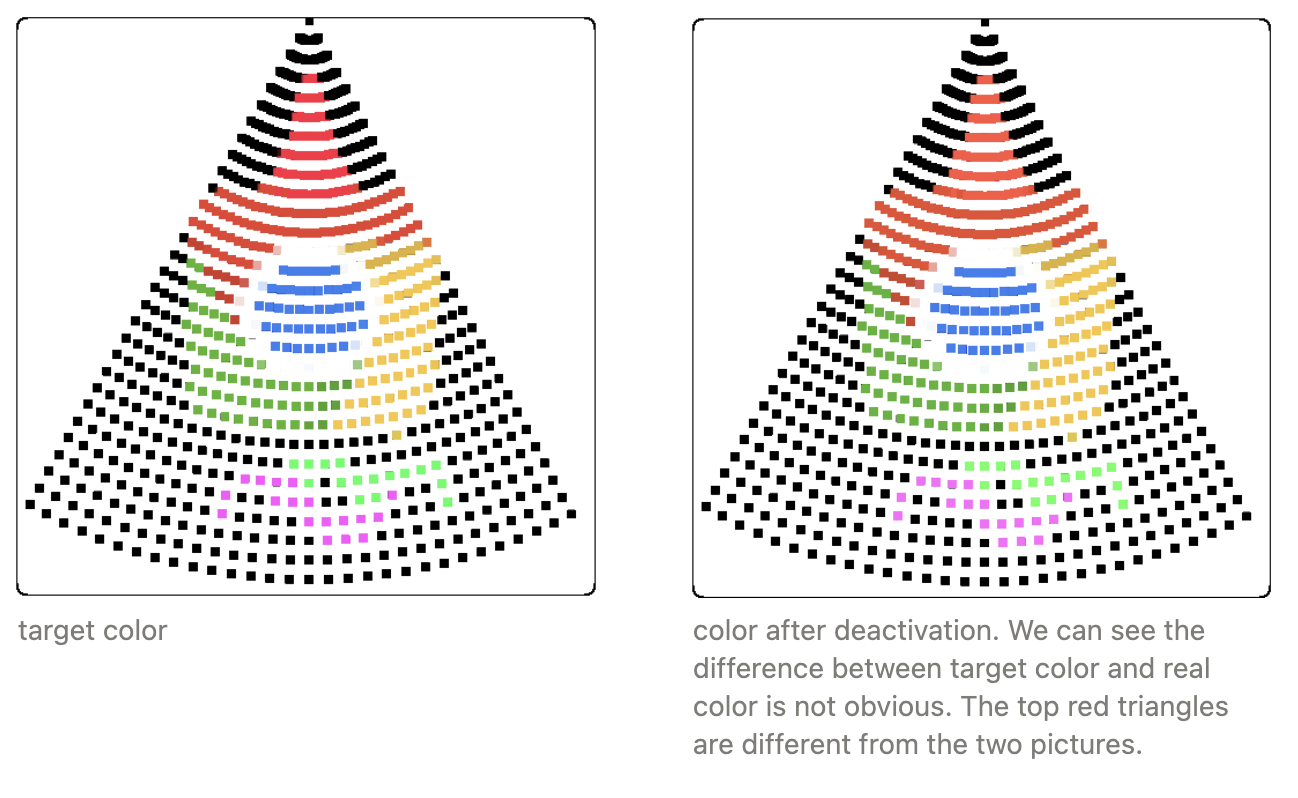 target color
color after deactivation. We can see the
difference between target color and real
color is not obvious. The top red triangles
are different from the two pictures.